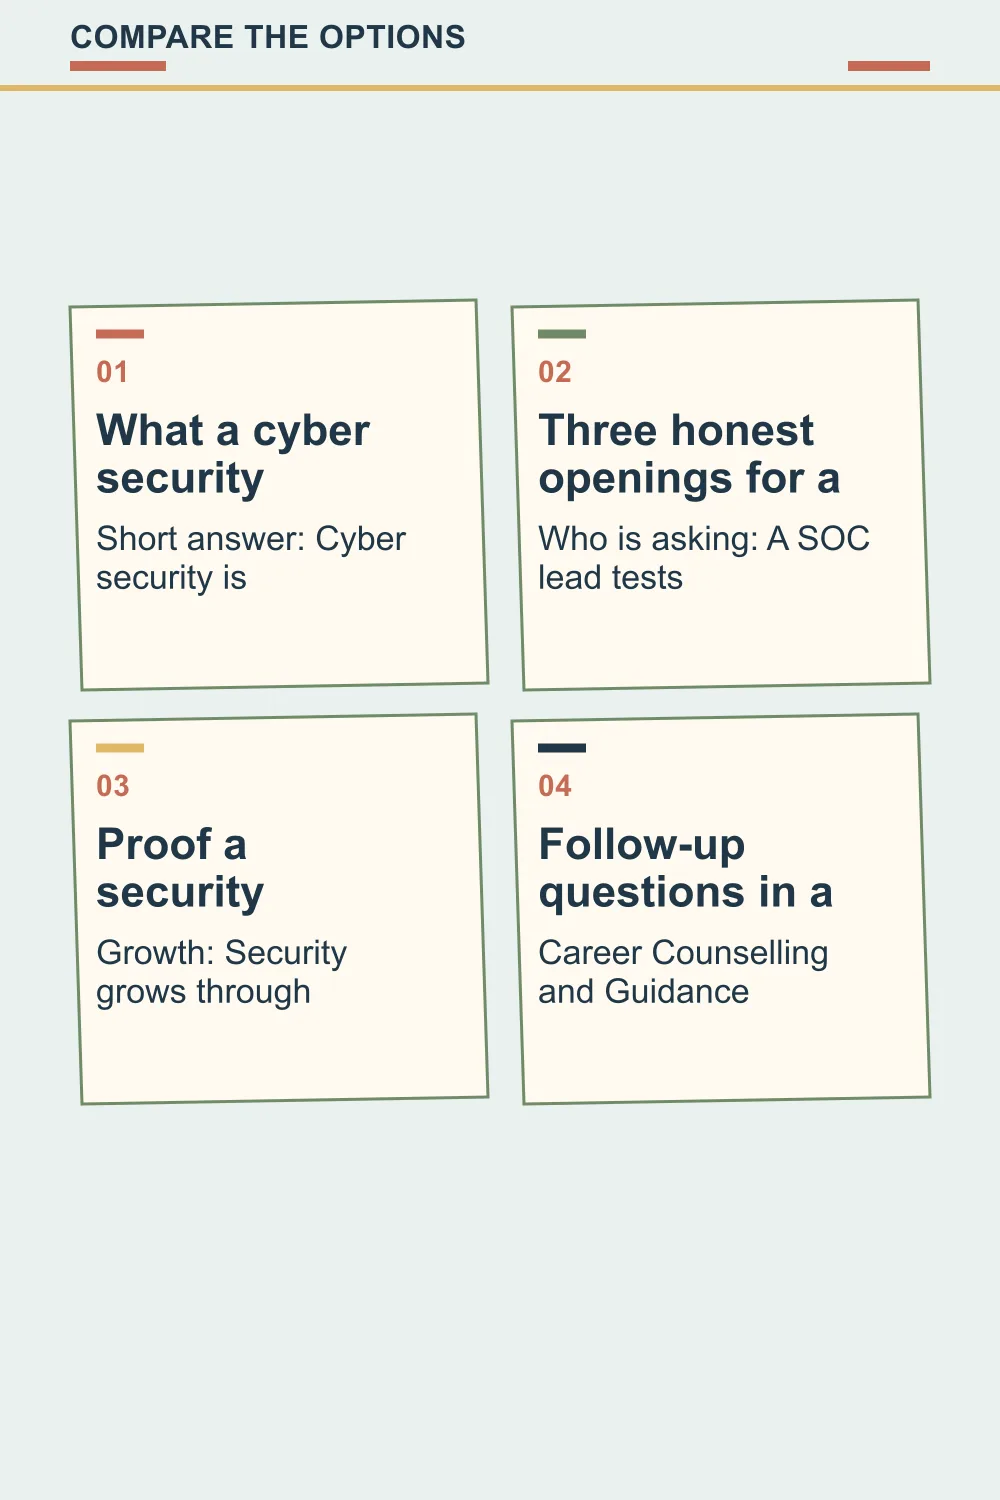 COMPARE THE OPTIONS
01
What a cyber
security
Short answer: Cyber
security is
02
Three honest
openings for a
Who is asking: A SOC
lead tests
03
Proof a
security
Growth: Security
grows through
04
Follow-up
questions in a
Career Counselling
and Guidance